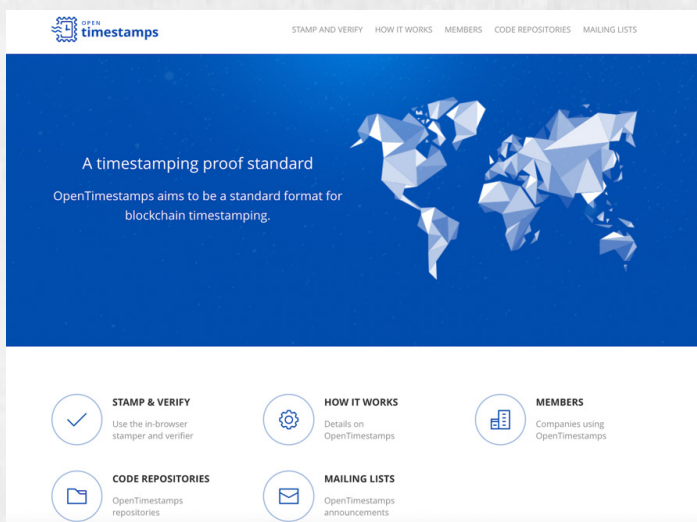 OPEN
timestamps
STAMP AND VERIFY HOW IT WORKS MEMBERS CODE REPOSITORIES MAILING LISTS
A timestamping proof standard
OpenTimestamps aims to be a standard format for
blockchain timestamping.
STAMP & VERIFY
Use the in-browser
stamper and verifier
HOW IT WORKS
Details on
OpenTimestamps
MEMBERS
Companies using
OpenTimestamps
CODE REPOSITORIES
OpenTimestamps
repositories
MAILING LISTS
OpenTimestamps
announcements